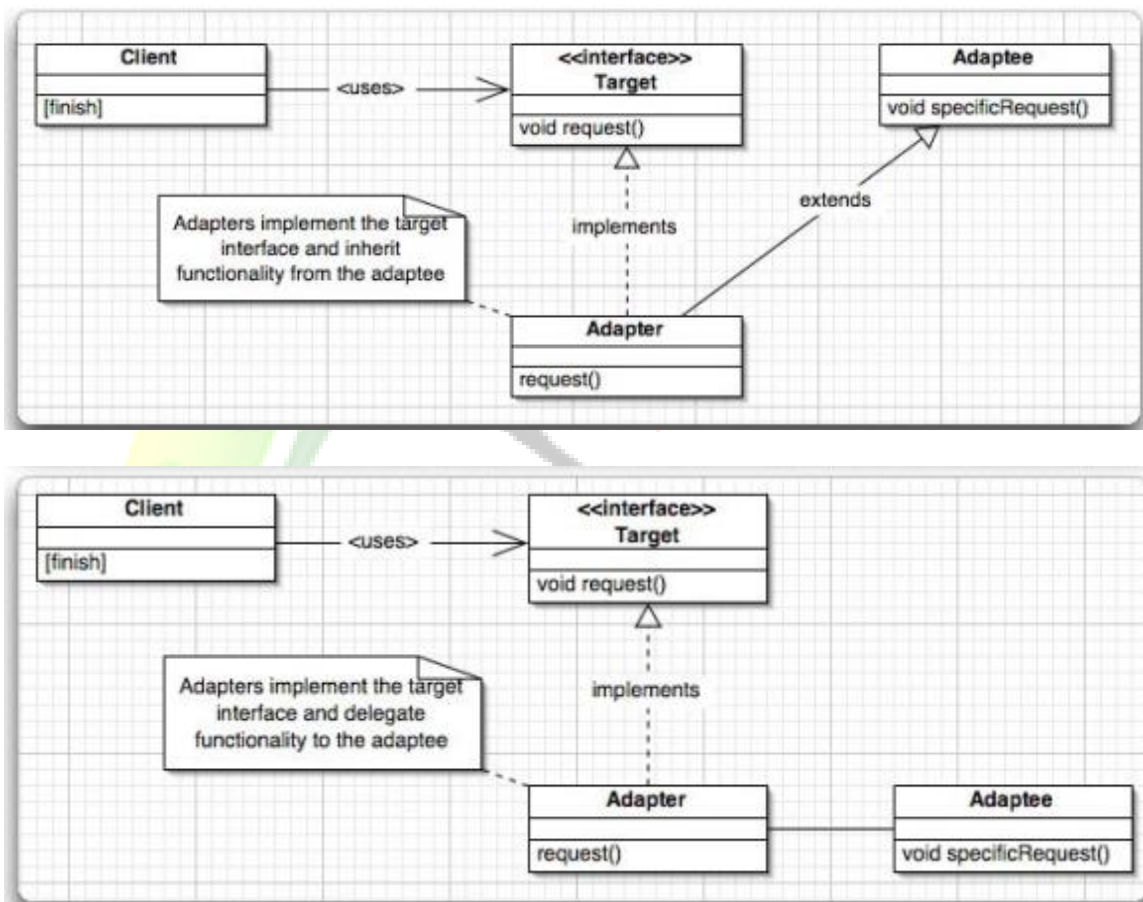 Client
[finish]
<uses>
<<interface>>
Target
void request()
Adaptee
void specificRequest()
extends
implements
Adapters implement the target
interface and inherit
functionality from the adaptee
Adapter
request()
Client
[finish]
<uses>
<<interface>>
Target
void request()
implements
Adapters implement the target
interface and delegate
functionality to the adaptee
Adapter
request()
Adaptee
void specificRequest()